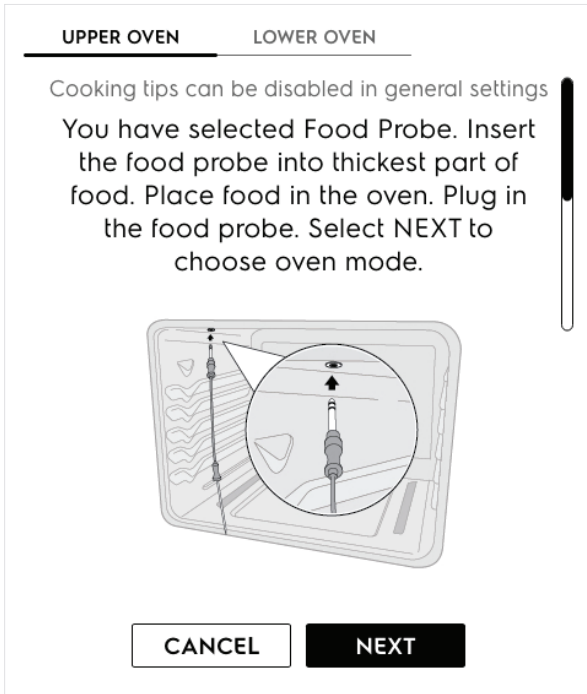 UPPER OVEN LOWER OVEN
Cooking tips can be disabled in general settings
You have selected Food Probe. Insert
the food probe into thickest part of
food. Place food in the oven. Plug in
the food probe. Select NEXT to
choose oven mode.
CANCEL NEXT